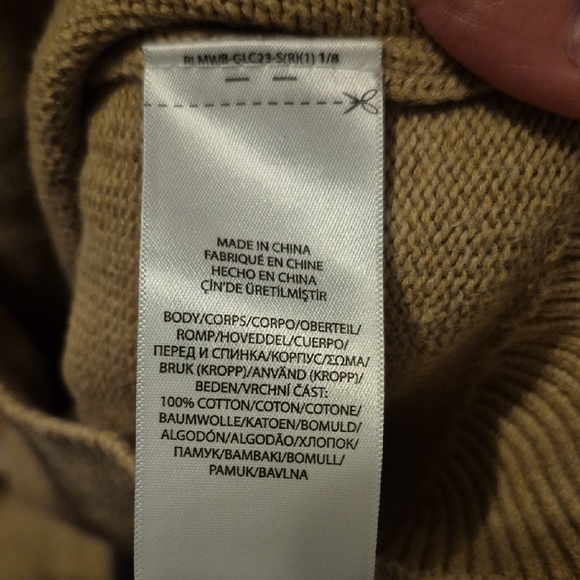 RLMWB-GLC23-S(R)(1) 1/8
MADE IN CHINA
FABRIQUÉ EN CHINE
HECHO EN CHINA
ÇİN'DE ÜRETİLMİŞTİR
BODY/CORPS/CORPO/OBERTEIL/
ROMP/HOVEDDEL/CUERPO/
ПЕРЕД И СПИНКА/КОРПУС/ΣΩΜΑ/
BRUK (KROPP)/ANVÄND (KROPP)/
BEDEN/VRCHNÍ ČÁST:
100% COTTON/COTON/COTONE/
BAUMWOLLE/KATOEN/BOMULD/
ALGODÓN/ALGODÃO/ХЛОПОК/
ПАМУК/ΒΑΜΒΑΚΙ/BOMULL/
PAMUK/BAVLNA